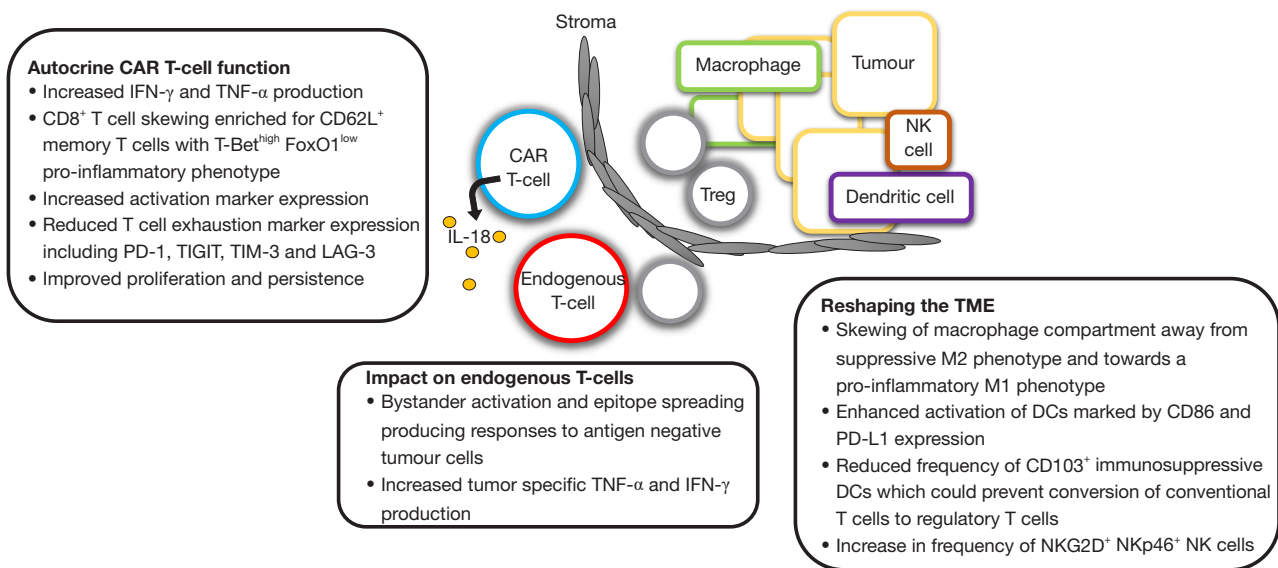 Stroma
Macrophage
Tumour
NK
cell
Dendritic cell
Treg
CAR
T-cell
IL-18
Endogenous
T-cell
Autocrine CAR T-cell function
• Increased IFN-γ and TNF-α production
• CD8⁺ T cell skewing enriched for CD62L⁺
memory T cells with T-Bet^high FoxO1^low
pro-inflammatory phenotype
• Increased activation marker expression
• Reduced T cell exhaustion marker expression
including PD-1, TIGIT, TIM-3 and LAG-3
• Improved proliferation and persistence
Impact on endogenous T-cells
• Bystander activation and epitope spreading
producing responses to antigen negative
tumour cells
• Increased tumor specific TNF-α and IFN-γ
production
Reshaping the TME
• Skewing of macrophage compartment away from
suppressive M2 phenotype and towards a
pro-inflammatory M1 phenotype
• Enhanced activation of DCs marked by CD86 and
PD-L1 expression
• Reduced frequency of CD103⁺ immunosuppressive
DCs which could prevent conversion of conventional
T cells to regulatory T cells
• Increase in frequency of NKG2D⁺ NKp46⁺ NK cells